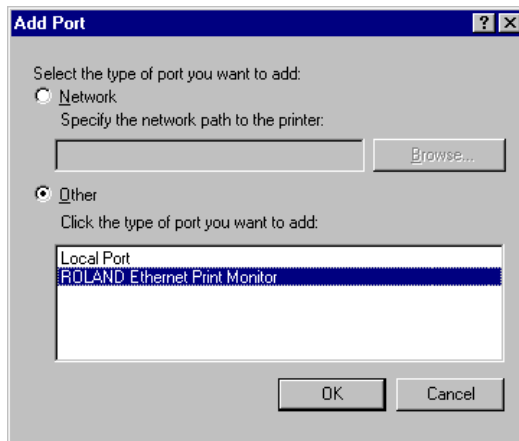 Add Port
Select the type of port you want to add:
Network
Specify the network path to the printer:
Browse...
Other
Click the type of port you want to add:
Local Port
ROLAND Ethernet Print Monitor
OK
Cancel